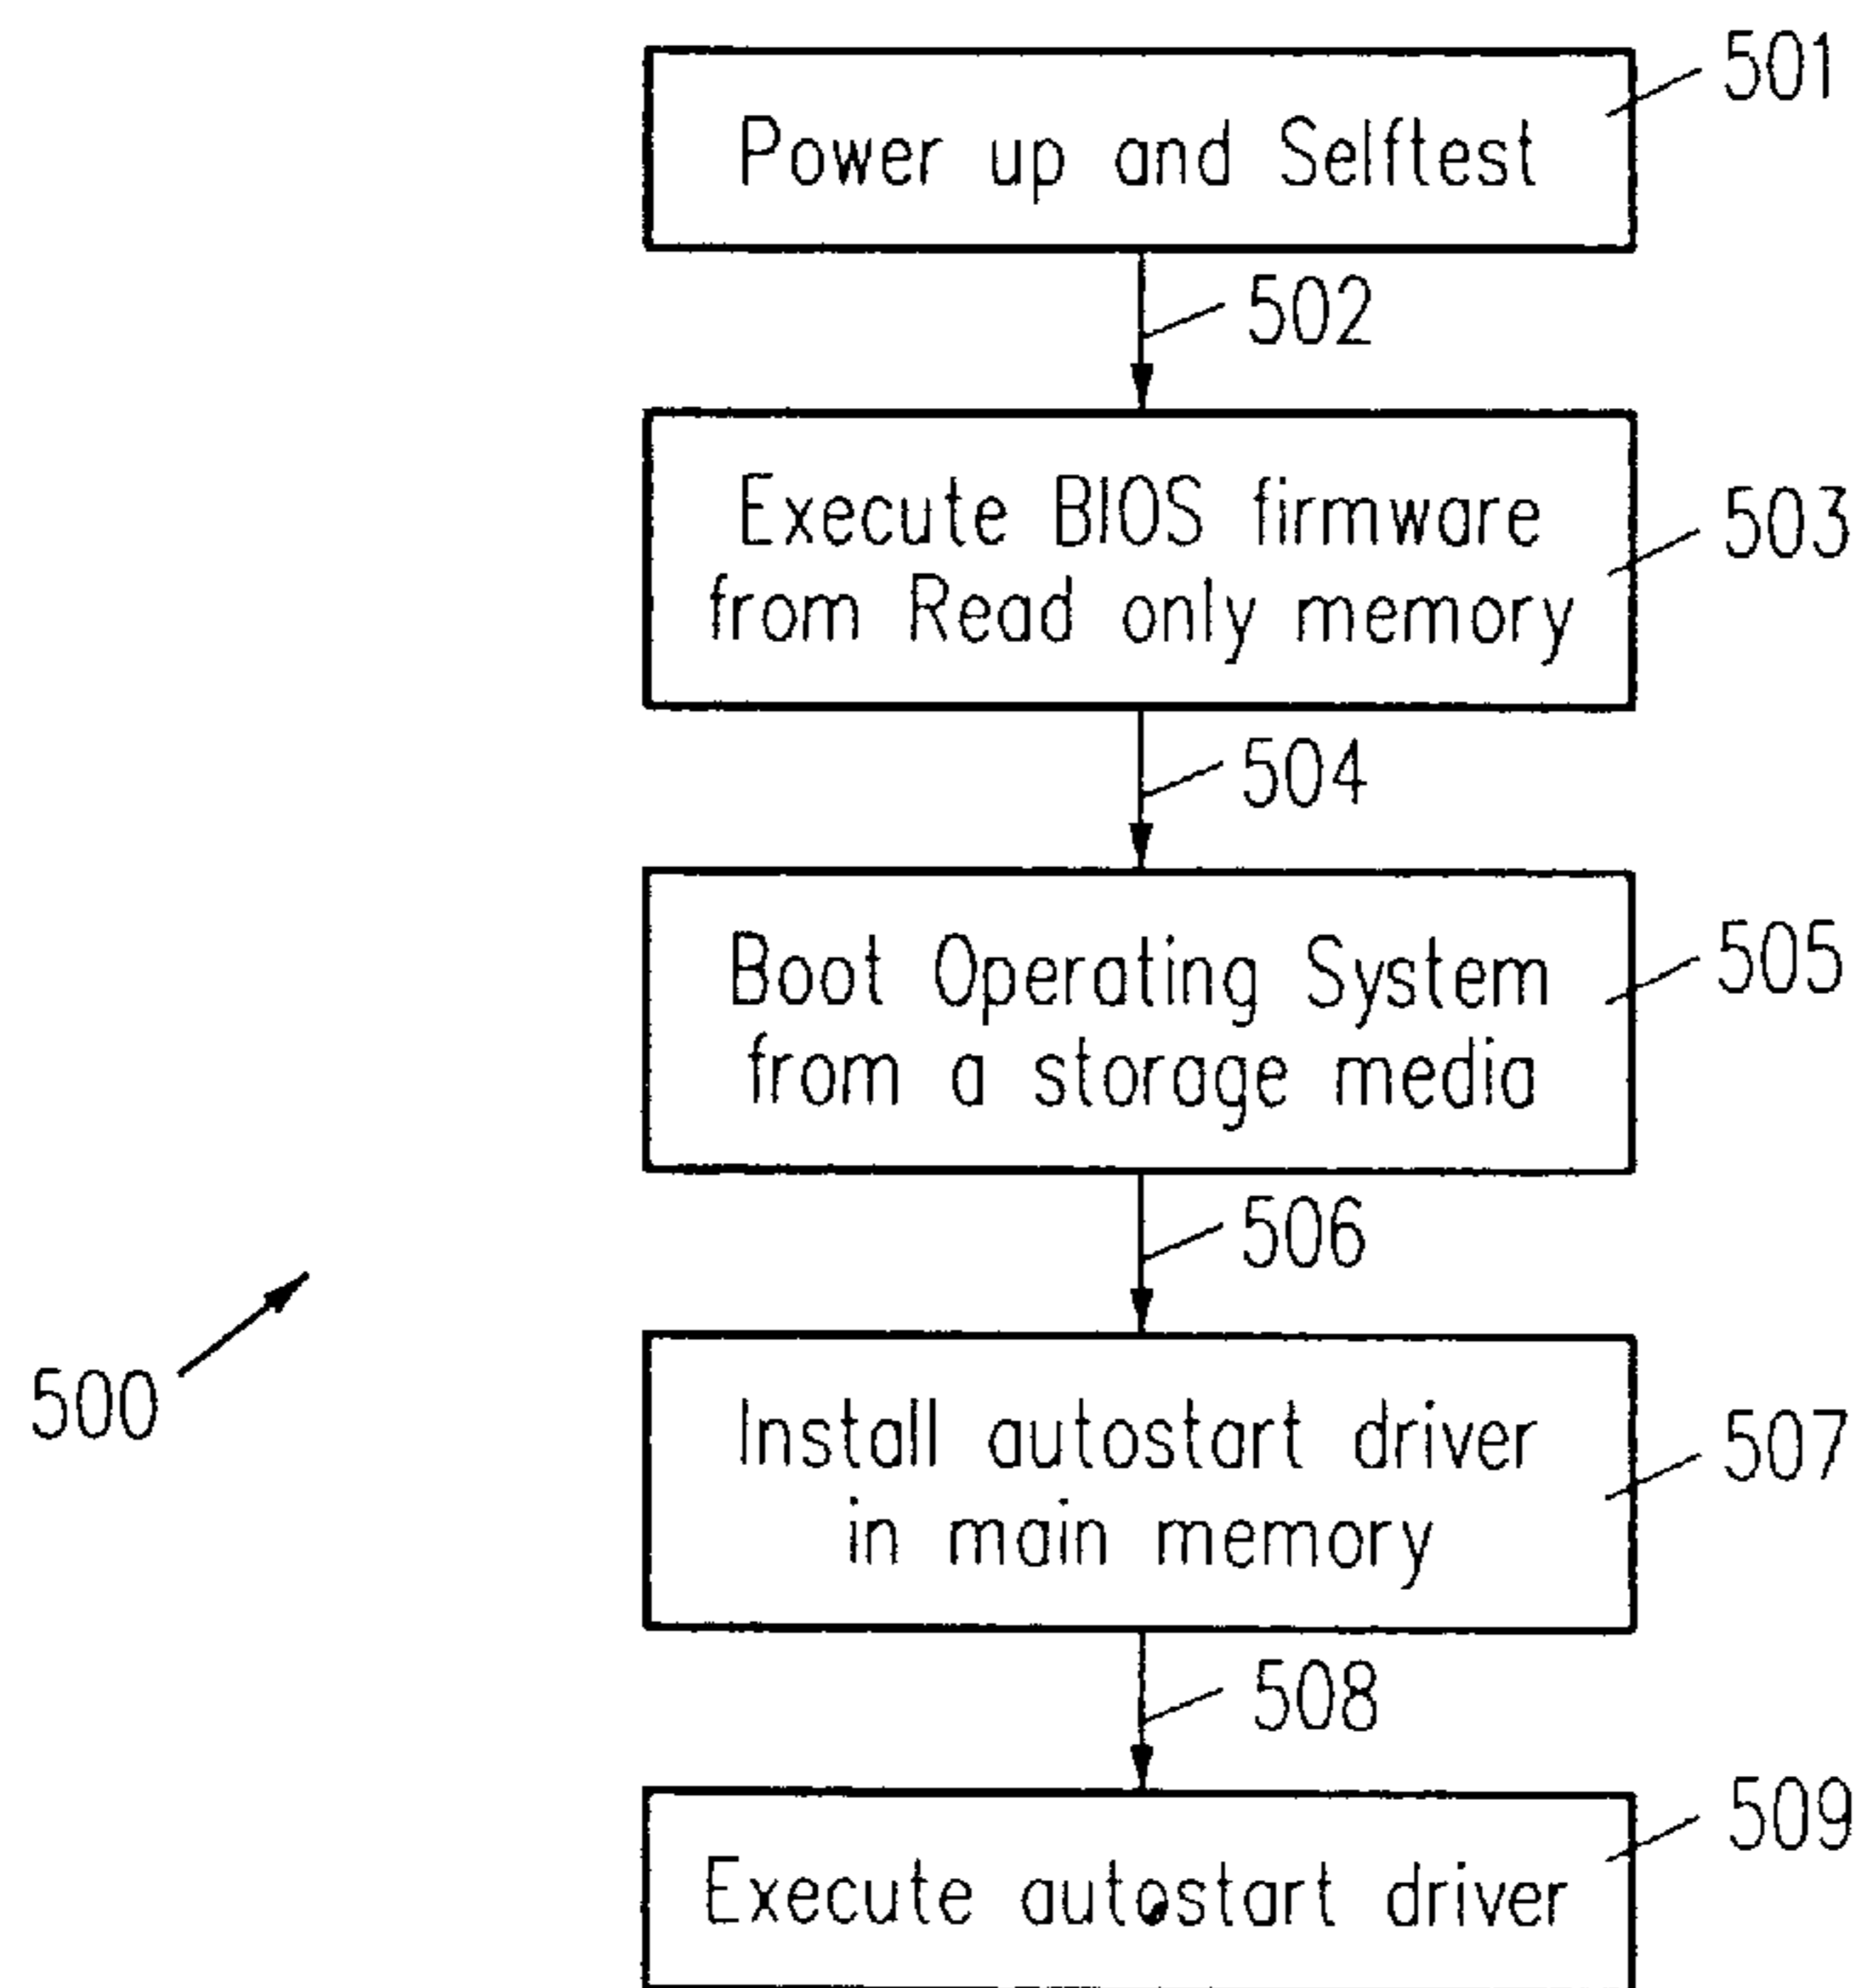 501
Power up and Selftest
502
Execute BIOS firmware
from Read only memory
503
504
Boot Operating System
from a storage media
505
506
500
Install autostart driver
in main memory
507
508
509
Execute autostart driver